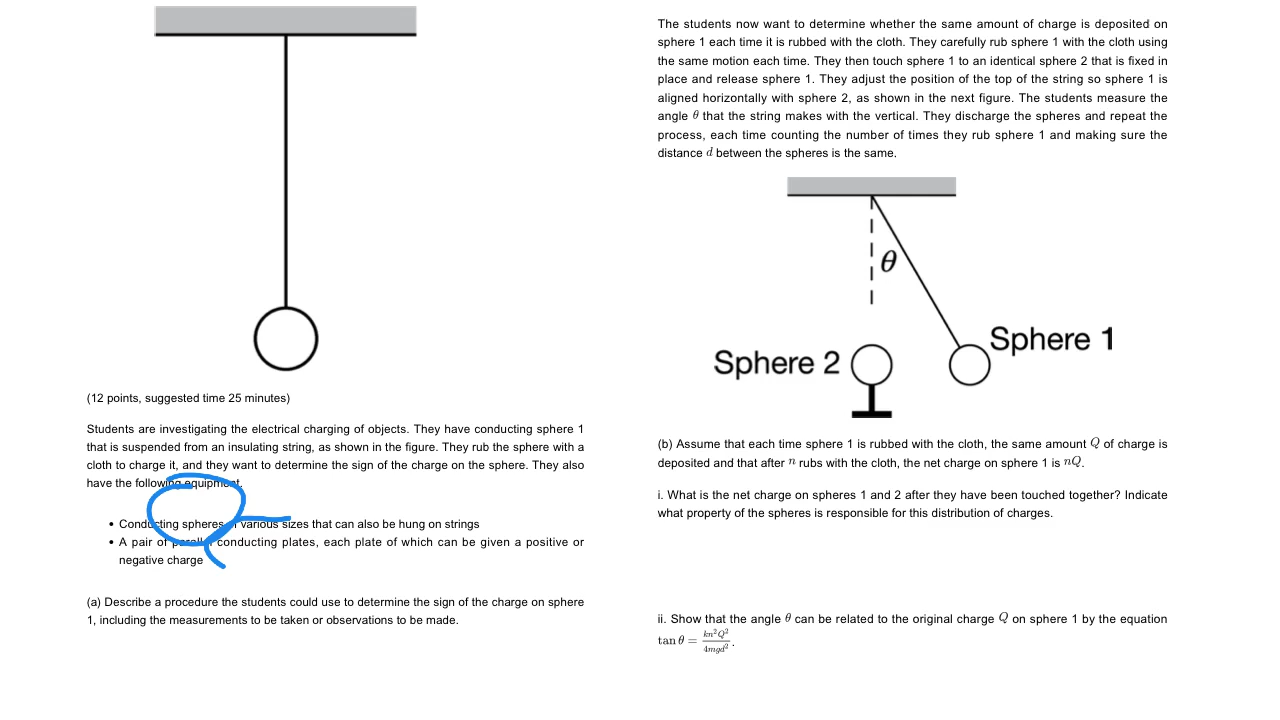 (12 points, suggested time 25 minutes)
Students are investigating the electrical charging of objects. They have conducting sphere 1
that is suspended from an insulating string, as shown in the figure. They rub the sphere with a
cloth to charge it, and they want to determine the sign of the charge on the sphere. They also
have the following equipment.
• Conducting spheres of various sizes that can also be hung on strings
• A pair of parallel conducting plates, each plate of which can be given a positive or
negative charge
(a) Describe a procedure the students could use to determine the sign of the charge on sphere
1, including the measurements to be taken or observations to be made.
The students now want to determine whether the same amount of charge is deposited on
sphere 1 each time it is rubbed with the cloth. They carefully rub sphere 1 with the cloth using
the same motion each time. They then touch sphere 1 to an identical sphere 2 that is fixed in
place and release sphere 1. They adjust the position of the top of the string so sphere 1 is
aligned horizontally with sphere 2, as shown in the next figure. The students measure the
angle θ that the string makes with the vertical. They discharge the spheres and repeat the
process, each time counting the number of times they rub sphere 1 and making sure the
distance d between the spheres is the same.
θ
Sphere 1
Sphere 2
(b) Assume that each time sphere 1 is rubbed with the cloth, the same amount Q of charge is
deposited and that after n rubs with the cloth, the net charge on sphere 1 is nQ.
i. What is the net charge on spheres 1 and 2 after they have been touched together? Indicate
what property of the spheres is responsible for this distribution of charges.
ii. Show that the angle θ can be related to the original charge Q on sphere 1 by the equation
tan θ = kn²Q²/4mgd².